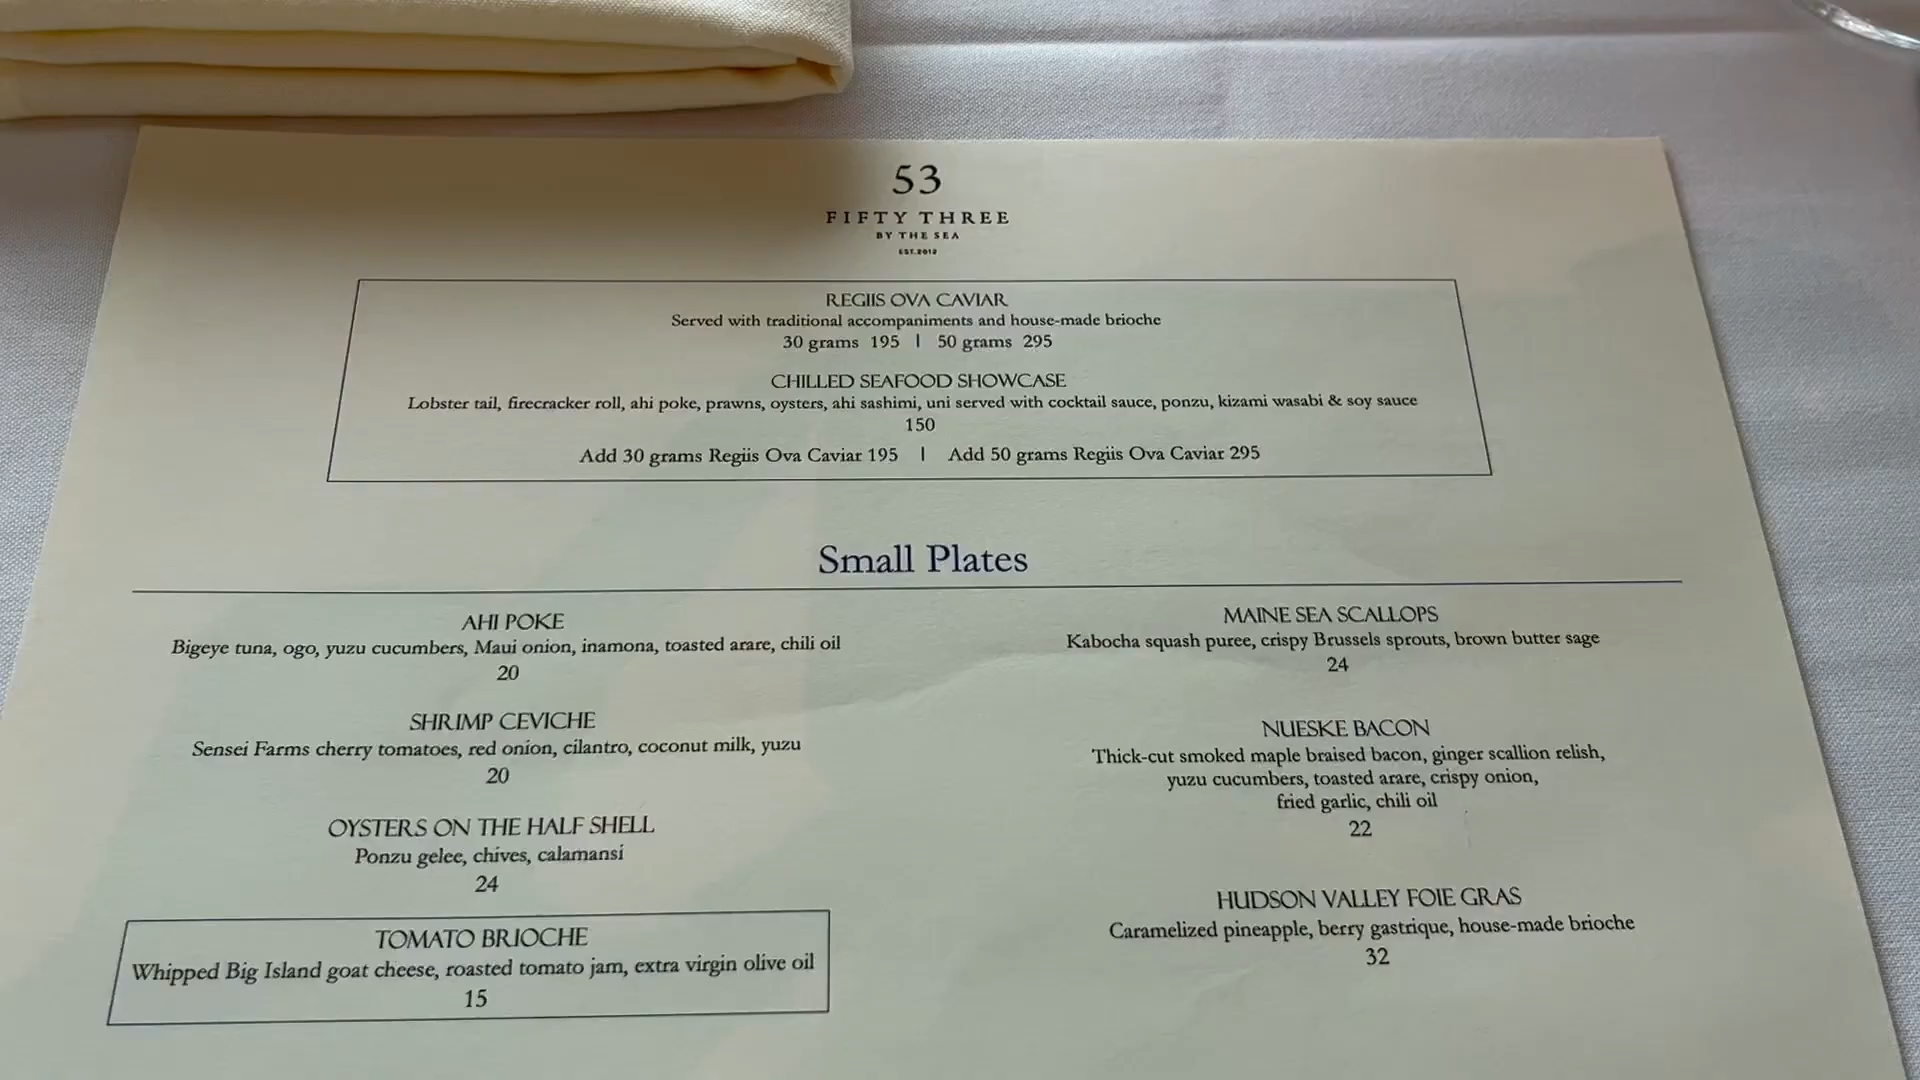 53
FIFTY THREE
BY THE SEA
EST. 2012
REGIIS OVA CAVIAR
Served with traditional accompaniments and house-made brioche
30 grams 195 | 50 grams 295
CHILLED SEAFOOD SHOWCASE
Lobster tail, firecracker roll, ahi poke, prawns, oysters, ahi sashimi, uni served with cocktail sauce, ponzu, kizami wasabi & soy sauce
150
Add 30 grams Regiis Ova Caviar 195 | Add 50 grams Regiis Ova Caviar 295
Small Plates
AHI POKE
Bigeye tuna, ogo, yuzu cucumbers, Maui onion, inamona, toasted arare, chili oil
20
SHRIMP CEVICHE
Sensei Farms cherry tomatoes, red onion, cilantro, coconut milk, yuzu
20
OYSTERS ON THE HALF SHELL
Ponzu gelee, chives, calamansi
24
TOMATO BRIOCHE
Whipped Big Island goat cheese, roasted tomato jam, extra virgin olive oil
15
MAINE SEA SCALLOPS
Kabocha squash puree, crispy Brussels sprouts, brown butter sage
24
NUESKE BACON
Thick-cut smoked maple braised bacon, ginger scallion relish,
yuzu cucumbers, toasted arare, crispy onion,
fried garlic, chili oil
22
HUDSON VALLEY FOIE GRAS
Caramelized pineapple, berry gastrique, house-made brioche
32